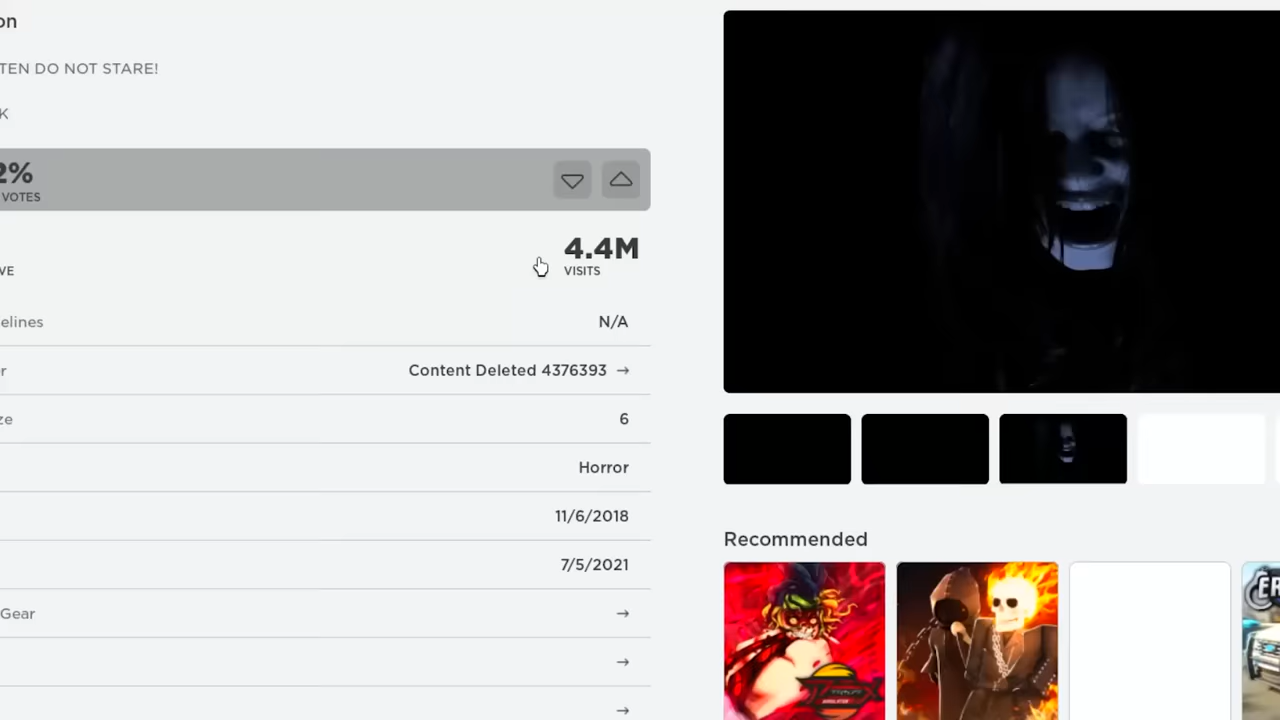 on
TEN DO NOT STARE!
K
2%
VOTES
4.4M
VISITS
VE
elines
N/A
r
Content Deleted 4376393 →
ze
6
Horror
11/6/2018
7/5/2021
Gear
→
→
→
Recommended